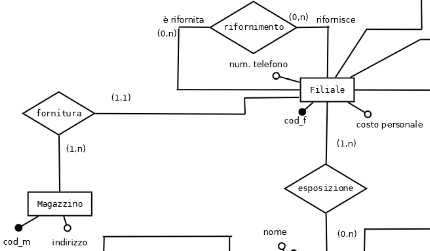 è rifornita
(0,n)
rifornimento
(0,n)
rifornisce
num. telefono
Filiale
cod_f
costo personale
(1.1)
fornitura
(1.n)
(1,n)
esposizione
Magazzino
cod_m
indirizzo
nome
(0.n)